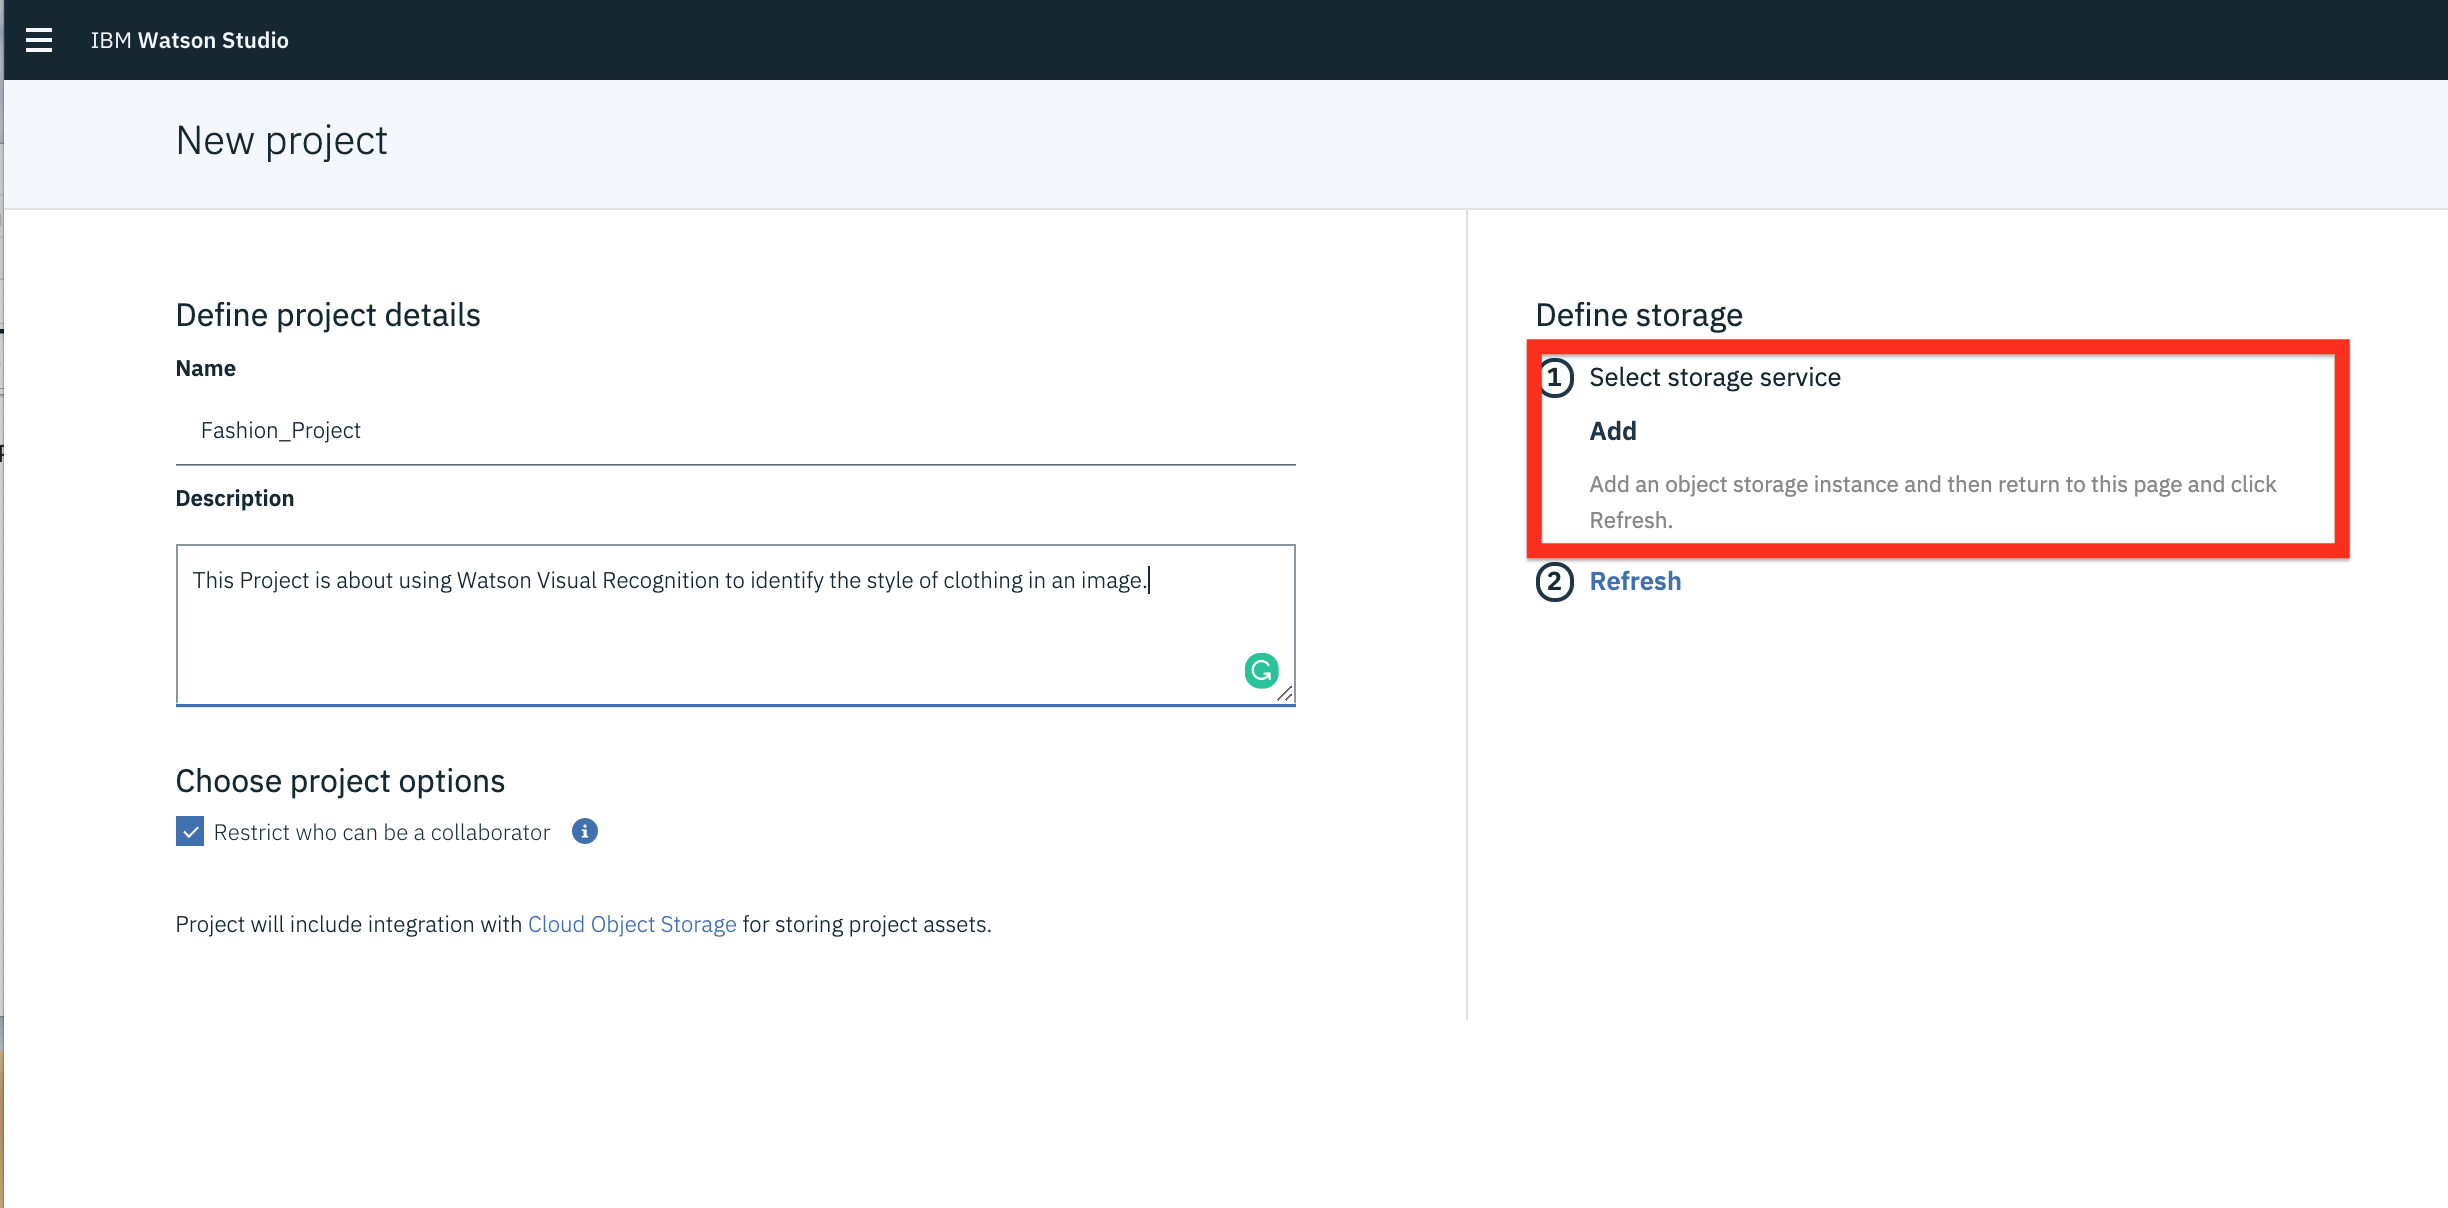 IBM Watson Studio
New project
Define project details
Name
Fashion_Project
Description
This Project is about using Watson Visual Recognition to identify the style of clothing in an image.
Choose project options
Restrict who can be a collaborator
Project will include integration with Cloud Object Storage for storing project assets.
Define storage
1 Select storage service
Add
Add an object storage instance and then return to this page and click
Refresh.
2 Refresh